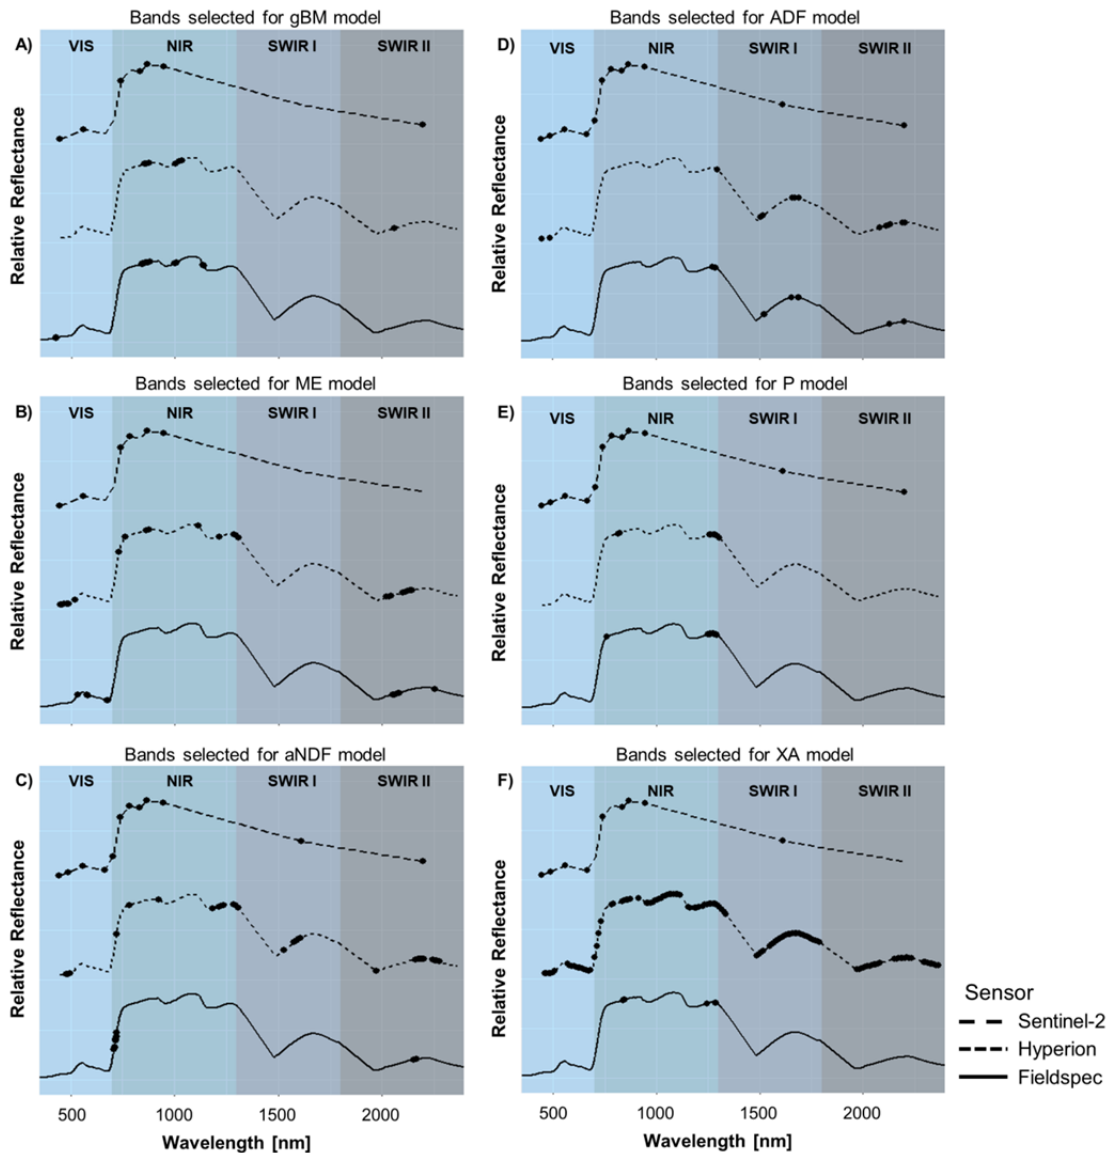 Bands selected for gBM model
A)
VIS NIR SWIR I SWIR II
Relative Reflectance
Bands selected for ADF model
D)
VIS NIR SWIR I SWIR II
Relative Reflectance
Bands selected for ME model
B)
VIS NIR SWIR I SWIR II
Relative Reflectance
Bands selected for P model
E)
VIS NIR SWIR I SWIR II
Relative Reflectance
Bands selected for aNDF model
C)
VIS NIR SWIR I SWIR II
Relative Reflectance
500 1000 1500 2000
Wavelength [nm]
Bands selected for XA model
F)
VIS NIR SWIR I SWIR II
Relative Reflectance
500 1000 1500 2000
Wavelength [nm]
Sensor
Sentinel-2
Hyperion
Fieldspec